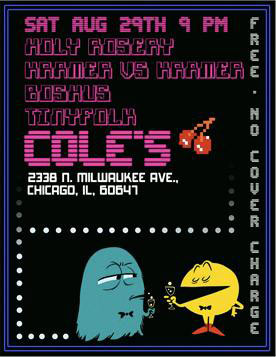 SAT AUG 29TH 9 PM
HOLY ROSERY
KRAMER VS KRAMER
BOSHUS
TINYFOLK
COLE'S
2338 N. MILWAUKEE AVE.,
CHICAGO, IL, 60647
FREE. NO COVER CHARGE